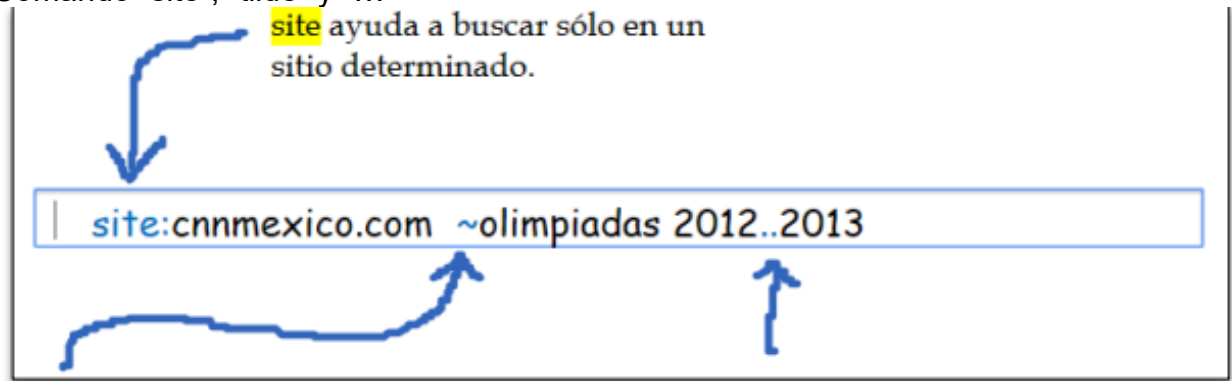 site ayuda a buscar sólo en un
sitio determinado.
site:cnnmexico.com ~olimpiadas 2012..2013